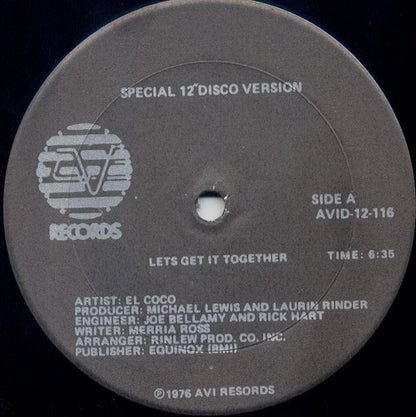 SPECIAL 12" DISCO VERSION
AVI
RECORDS
SIDE A
AVID-12-116
LETS GET IT TOGETHER
TIME: 6:35
ARTIST: EL COCO
PRODUCER: MICHAEL LEWIS AND LAURIN RINDER
ENGINEER: JOE BELLAMY AND RICK HART
WRITER: MERRIA ROSS
ARRANGER: RINLEW PROD. CO. INC.
PUBLISHER: EQUINOX (BMI)
Ⓟ 1976 AVI RESORDS